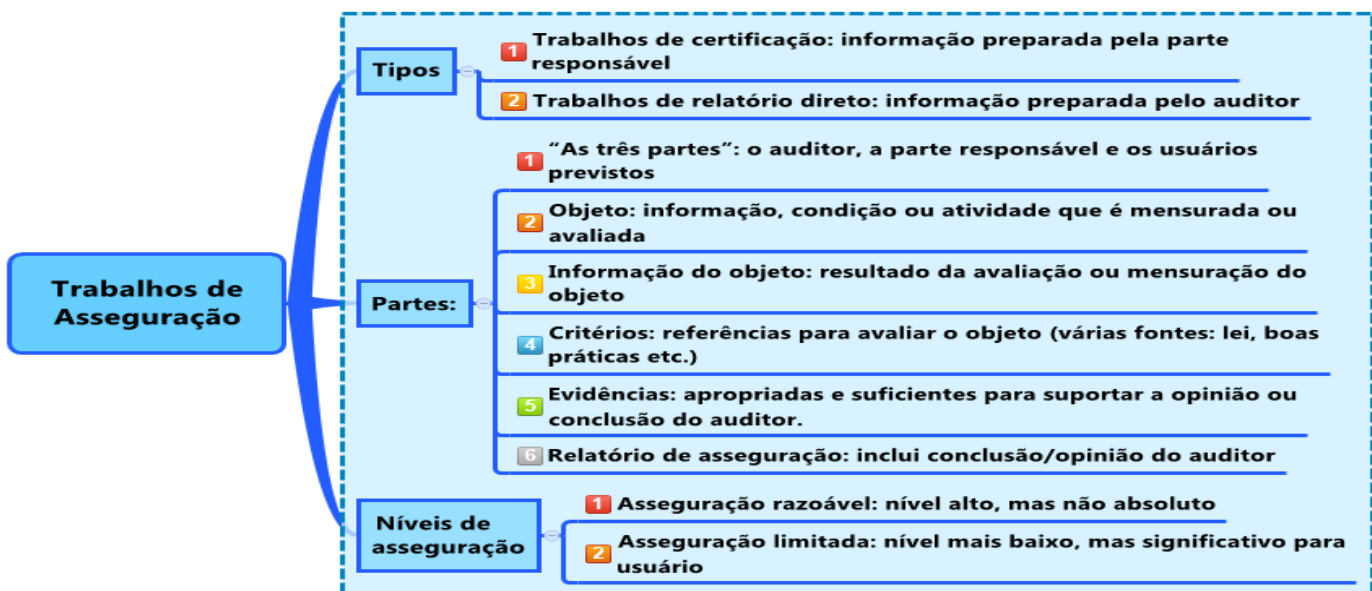 Trabalhos de
Asseguração
Tipos
1 Trabalhos de certificação: informação preparada pela parte
responsável
2 Trabalhos de relatório direto: informação preparada pelo auditor
Partes:
1 “As três partes”: o auditor, a parte responsável e os usuários
previstos
2 Objeto: informação, condição ou atividade que é mensurada ou
avaliada
3 Informação do objeto: resultado da avaliação ou mensuração do
objeto
4 Critérios: referências para avaliar o objeto (várias fontes: lei, boas
práticas etc.)
5 Evidências: apropriadas e suficientes para suportar a opinião ou
conclusão do auditor.
6 Relatório de asseguração: inclui conclusão/opinião do auditor
Níveis de
asseguração
1 Asseguração razoável: nível alto, mas não absoluto
2 Asseguração limitada: nível mais baixo, mas significativo para
usuário